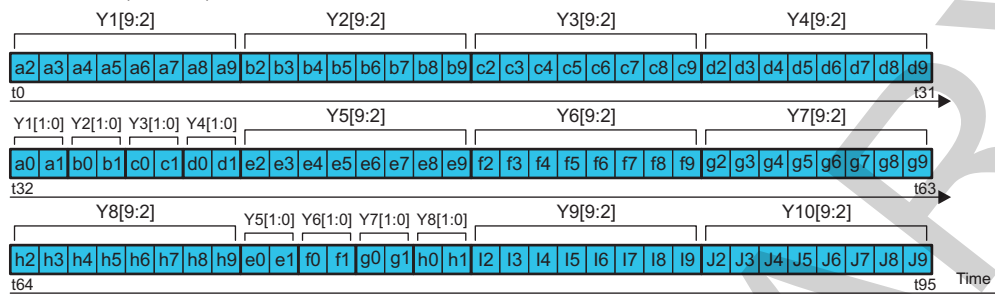 Y1[9:2] Y2[9:2] Y3[9:2] Y4[9:2]
a2 a3 a4 a5 a6 a7 a8 a9 b2 b3 b4 b5 b6 b7 b8 b9 c2 c3 c4 c5 c6 c7 c8 c9 d2 d3 d4 d5 d6 d7 d8 d9
t0 t31
Y1[1:0] Y2[1:0] Y3[1:0] Y4[1:0] Y5[9:2] Y6[9:2] Y7[9:2]
a0 a1 b0 b1 c0 c1 d0 d1 e2 e3 e4 e5 e6 e7 e8 e9 f2 f3 f4 f5 f6 f7 f8 f9 g2 g3 g4 g5 g6 g7 g8 g9
t32 t63
Y8[9:2] Y5[1:0] Y6[1:0] Y7[1:0] Y8[1:0] Y9[9:2] Y10[9:2]
h2 h3 h4 h5 h6 h7 h8 h9 e0 e1 f0 f1 g0 g1 h0 h1 I2 I3 I4 I5 I6 I7 I8 I9 J2 J3 J4 J5 J6 J7 J8 J9
t64 t95 Time